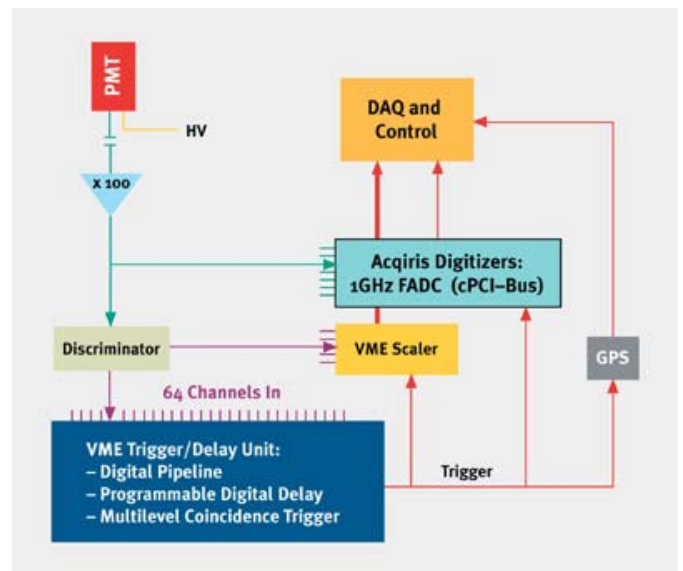 PMT
HV
X 100
DAQ and
Control
Acqiris Digitizers:
1GHz FADC (cPCI–Bus)
Discriminator
VME Scaler
GPS
64 Channels In
VME Trigger/Delay Unit:
– Digital Pipeline
– Programmable Digital Delay
– Multilevel Coincidence Trigger
Trigger